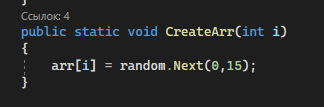 }
Ссылок: 4
public static void CreateArr(int i)
{
arr[i] = random.Next(0,15);
}